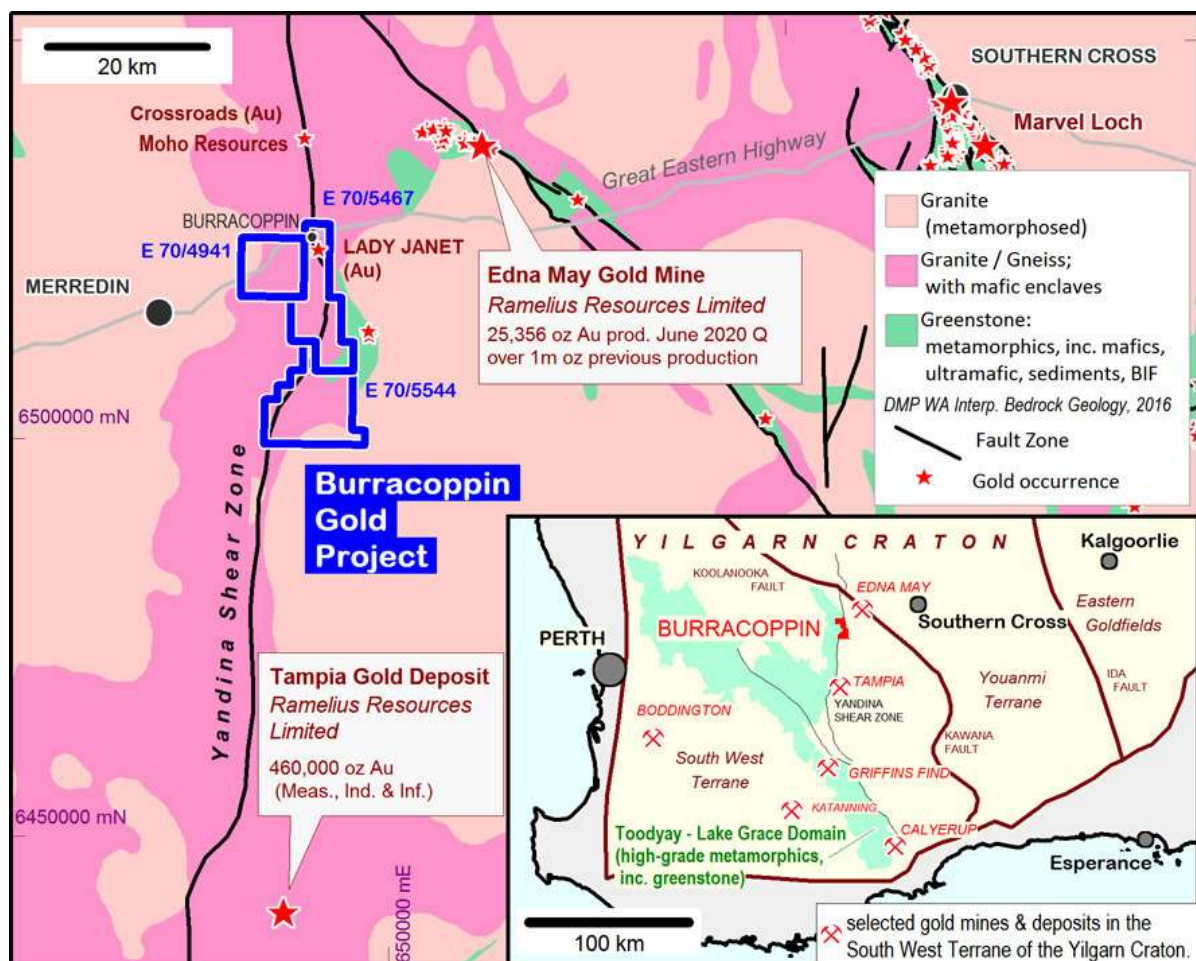 20 km
SOUTHERN CROSS
Crossroads (Au)
Moho Resources
Marvel Loch
Great Eastern Highway
E 70/5467
BURRACOPPIN
E 70/4941
LADY JANET
(Au)
MERREDIN
Edna May Gold Mine
Ramelius Resources Limited
25,356 oz Au prod. June 2020 Q
over 1m oz previous production
Granite
(metamorphosed)
Granite / Gneiss;
with mafic enclaves
Greenstone:
metamorphics, inc. mafics,
ultramafic, sediments, BIF
DMP WA Interp. Bedrock Geology, 2016
Fault Zone
Gold occurrence
E 70/5544
6500000 mN
Yandina Shear Zone
Burracoppin
Gold
Project
Tampia Gold Deposit
Ramelius Resources
Limited
460,000 oz Au
(Meas., Ind. & Inf.)
6450000 mN
650000 mE
YILGARN CRATON
KOOLANOOKA
FAULT
Kalgoorlie
EDNA MAY
Southern Cross
Eastern
Goldfields
BURRACOPPIN
PERTH
TAMPIA
YANDINA
SHEAR ZONE
Youanmi
Terrane
IDA
FAULT
BODDINGTON
KAWANA
FAULT
South West
Terrane
GRIFFINS FIND
KATANNING
Toodyay - Lake Grace Domain
(high-grade metamorphics,
inc. greenstone)
CALYERUP
Esperance
100 km
selected gold mines & deposits in the
South West Terrane of the Yilgarn Craton.